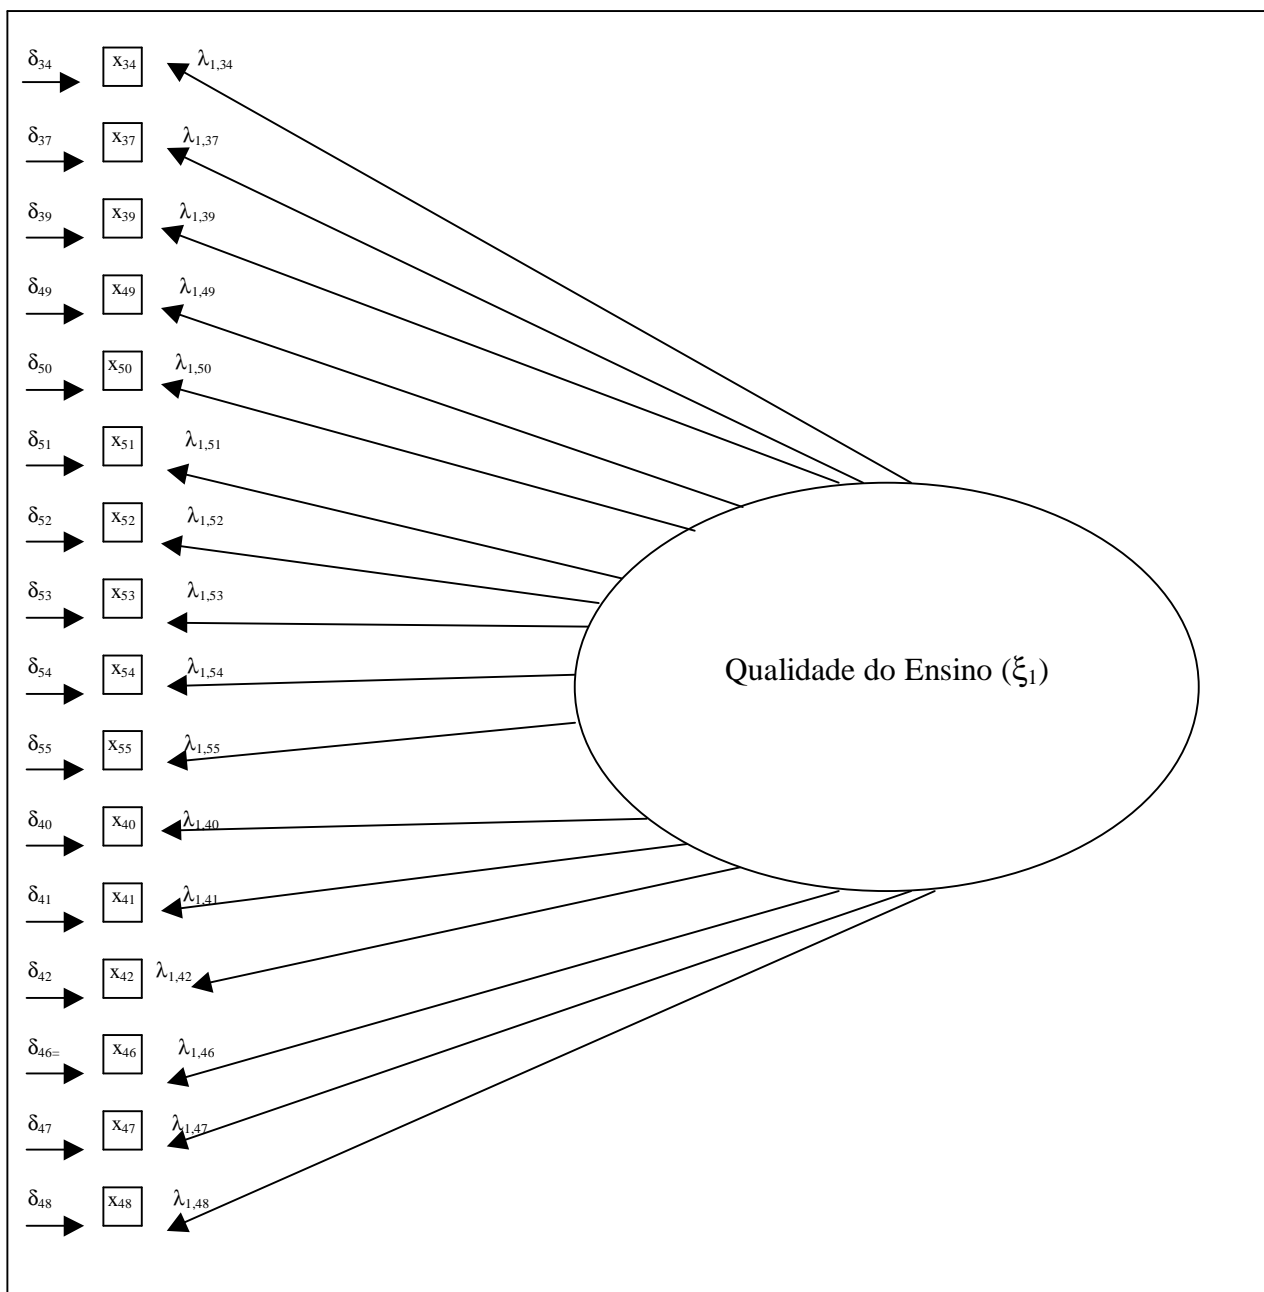 δ34 x34 λ1,34
δ37 x37 λ1,37
δ39 x39 λ1,39
δ49 x49 λ1,49
δ50 x50 λ1,50
δ51 x51 λ1,51
δ52 x52 λ1,52
δ53 x53 λ1,53
δ54 x54 λ1,54
Qualidade do Ensino (ξ1)
δ55 x55 λ1,55
δ40 x40 λ1,40
δ41 x41 λ1,41
δ42 x42 λ1,42
δ46= x46 λ1,46
δ47 x47 λ1,47
δ48 x48 λ1,48